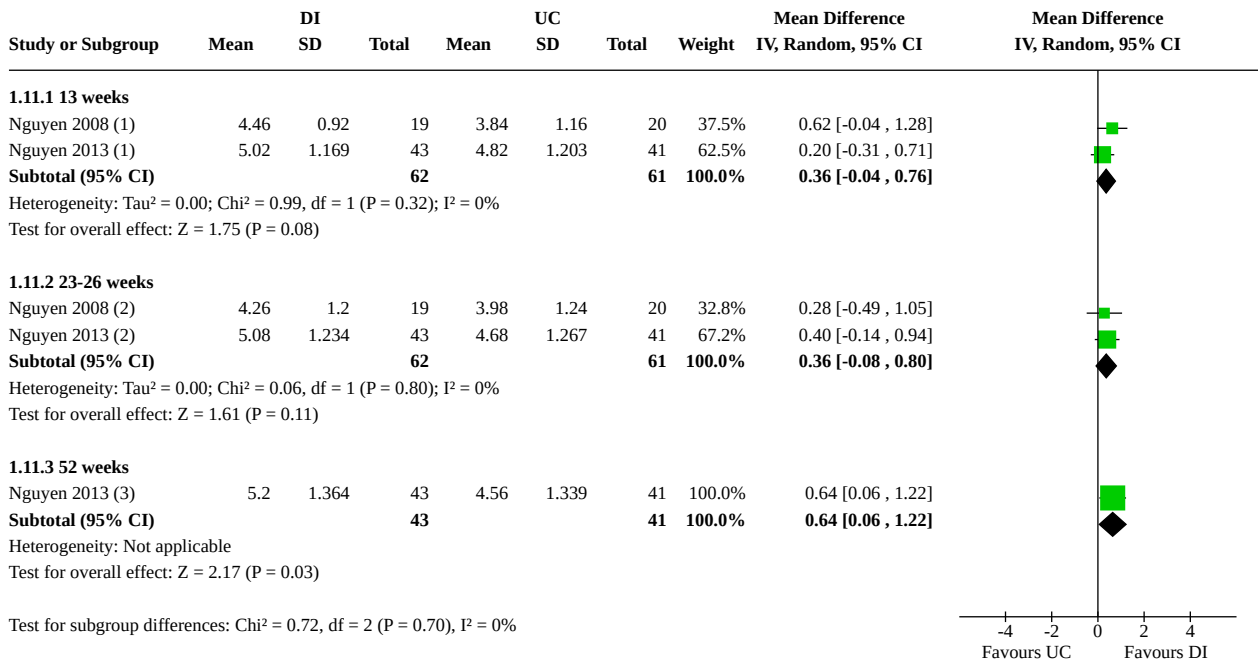 DI UC Mean Difference Mean Difference
Study or Subgroup Mean SD Total Mean SD Total Weight IV, Random, 95% CI IV, Random, 95% CI
1.11.1 13 weeks
Nguyen 2008 (1) 4.46 0.92 19 3.84 1.16 20 37.5% 0.62 [-0.04 , 1.28]
Nguyen 2013 (1) 5.02 1.169 43 4.82 1.203 41 62.5% 0.20 [-0.31 , 0.71]
Subtotal (95% CI) 62 61 100.0% 0.36 [-0.04 , 0.76]
Heterogeneity: Tau² = 0.00; Chi² = 0.99, df = 1 (P = 0.32); I² = 0%
Test for overall effect: Z = 1.75 (P = 0.08)
1.11.2 23-26 weeks
Nguyen 2008 (2) 4.26 1.2 19 3.98 1.24 20 32.8% 0.28 [-0.49 , 1.05]
Nguyen 2013 (2) 5.08 1.234 43 4.68 1.267 41 67.2% 0.40 [-0.14 , 0.94]
Subtotal (95% CI) 62 61 100.0% 0.36 [-0.08 , 0.80]
Heterogeneity: Tau² = 0.00; Chi² = 0.06, df = 1 (P = 0.80); I² = 0%
Test for overall effect: Z = 1.61 (P = 0.11)
1.11.3 52 weeks
Nguyen 2013 (3) 5.2 1.364 43 4.56 1.339 41 100.0% 0.64 [0.06 , 1.22]
Subtotal (95% CI) 43 41 100.0% 0.64 [0.06 , 1.22]
Heterogeneity: Not applicable
Test for overall effect: Z = 2.17 (P = 0.03)
Test for subgroup differences: Chi² = 0.72, df = 2 (P = 0.70), I² = 0%
-4 -2 0 2 4
Favours UC Favours DI